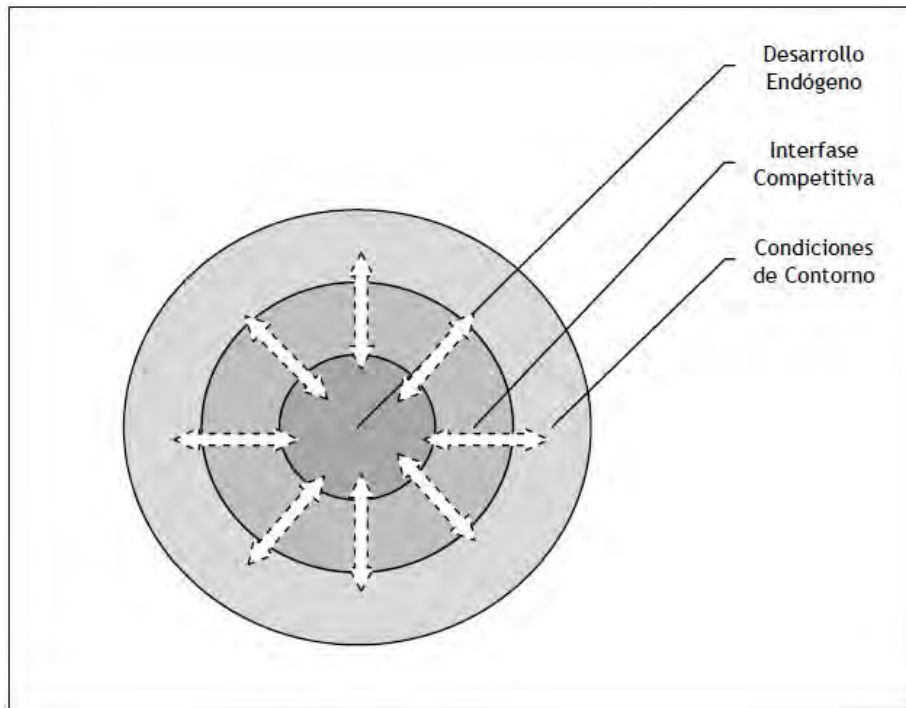 Desarrollo
Endógeno
Interfase
Competitiva
Condiciones
de Contorno